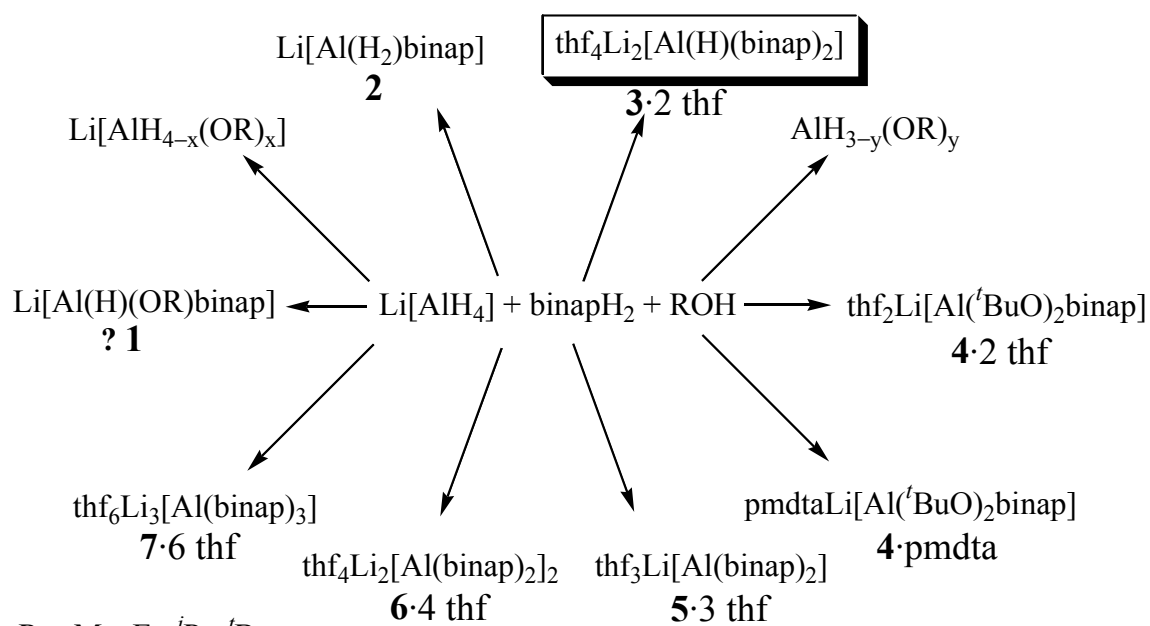 Li[Al(H₂)binap]
2
thf₄Li₂[Al(H)(binap)₂]
3·2 thf
Li[AlH₄₋ₓ(OR)ₓ]
AlH₃₋y(OR)y
Li[Al(H)(OR)binap]
? 1
Li[AlH₄] + binapH₂ + ROH
thf₂Li[Al(ᵗBuO)₂binap]
4·2 thf
thf₆Li₃[Al(binap)₃]
7·6 thf
thf₄Li₂[Al(binap)₂]₂
6·4 thf
thf₃Li[Al(binap)₂]
5·3 thf
pmdtaLi[Al(ᵗBuO)₂binap]
4·pmdta